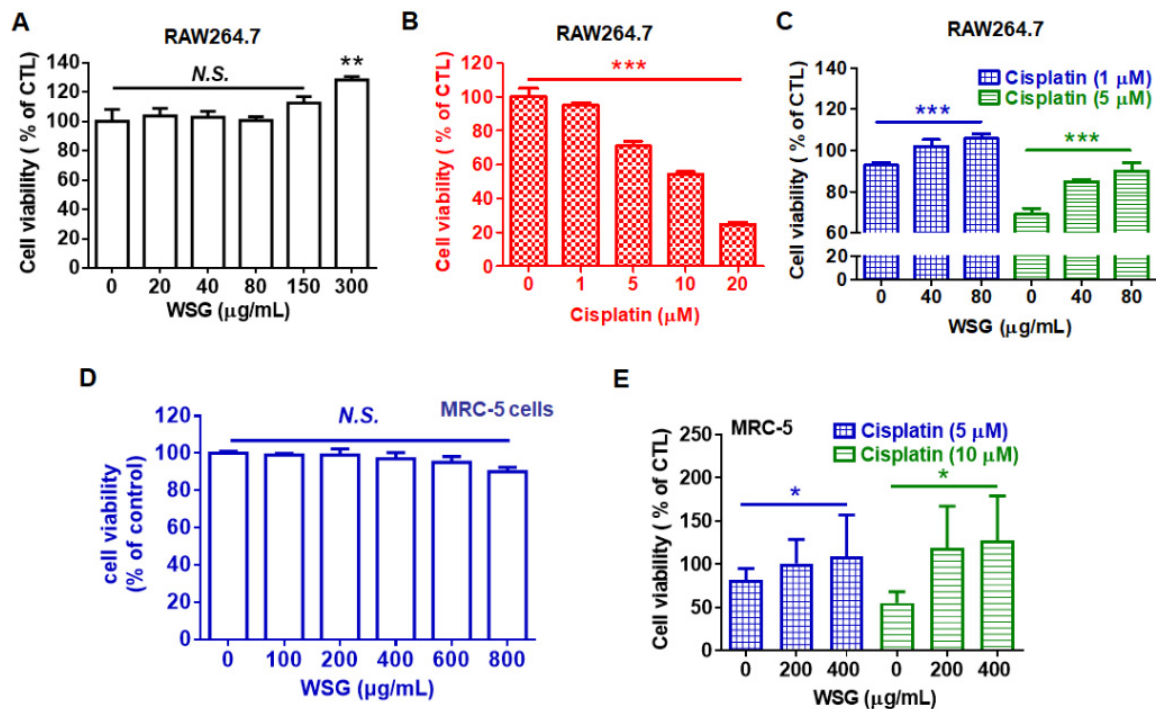 A
RAW264.7
Cell viability ( % of CTL)
140
120
100
80
60
40
20
0
N.S.
**
0 20 40 80 150 300
WSG (μg/mL)
B
RAW264.7
Cell viability ( % of CTL)
120
100
80
60
40
20
0
***
0 1 5 10 20
Cisplatin (μM)
C
RAW264.7
Cell viability ( % of CTL)
140
120
100
80
60
20
0
Cisplatin (1 μM)
Cisplatin (5 μM)
***
***
0 40 80 0 40 80
WSG (μg/mL)
D
MRC-5 cells
cell viability
(% of control)
120
100
80
60
40
20
0
N.S.
0 100 200 400 600 800
WSG (μg/mL)
E
MRC-5
Cell viability ( % of CTL)
250
200
150
100
50
0
Cisplatin (5 μM)
Cisplatin (10 μM)
*
*
0 200 400 0 200 400
WSG (μg/mL)